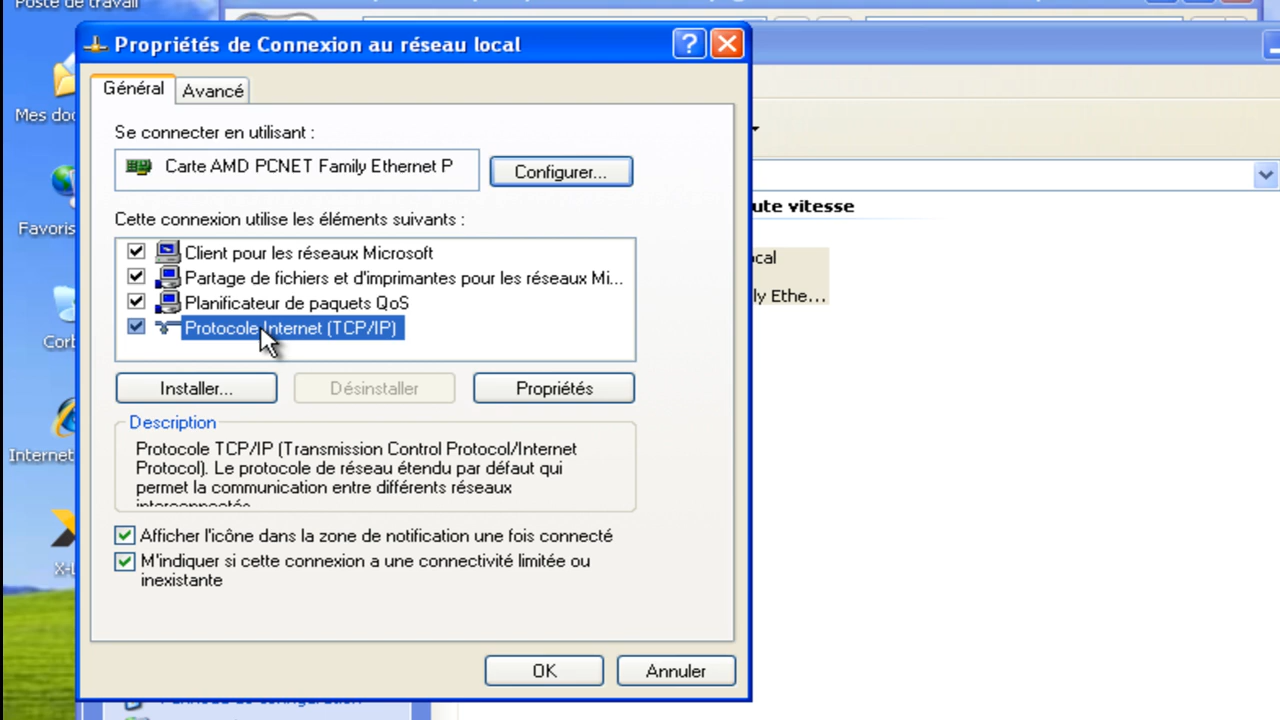 Poste de travail
Propriétés de Connexion au réseau local
Général
Avancé
Mes doc
Se connecter en utilisant :
Carte AMD PCNET Family Ethernet P
Configurer...
Favoris
ute vitesse
Cette connexion utilise les éléments suivants :
Client pour les réseaux Microsoft
cal
Partage de fichiers et d'imprimantes pour les réseaux Mi...
Planificateur de paquets QoS
ly Ethe...
Protocole Internet (TCP/IP)
Corb
Installer...
Désinstaller
Propriétés
Description
Protocole TCP/IP (Transmission Control Protocol/Internet
Protocol). Le protocole de réseau étendu par défaut qui
permet la communication entre différents réseaux
interconnectés.
Internet
Afficher l'icône dans la zone de notification une fois connecté
M'indiquer si cette connexion a une connectivité limitée ou
inexistante
X-L
OK
Annuler